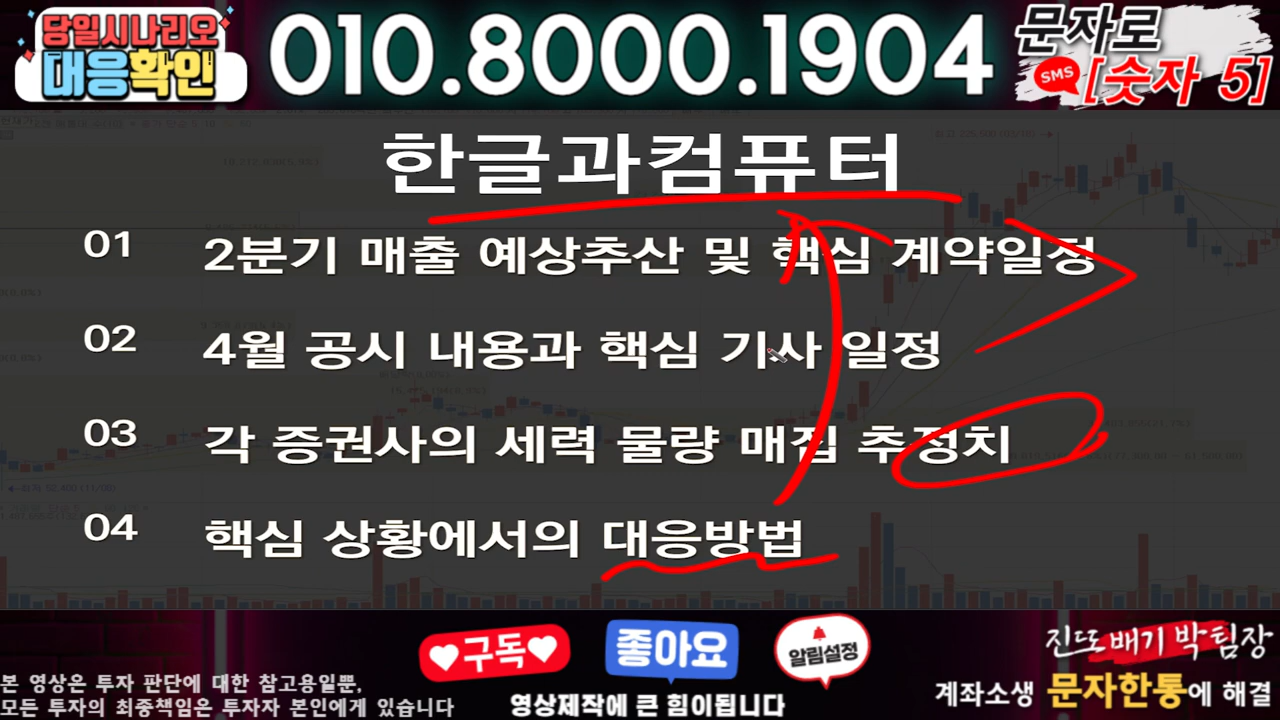 당일시나리오
대응확인
010.8000.1904
문자로
SMS [숫자 5]
한글과컴퓨터
01 2분기 매출 예상추산 및 핵심 계약일정
02 4월 공시 내용과 핵심 기사 일정
03 각 증권사의 세력 물량 매집 추정치
04 핵심 상황에서의 대응방법
구독
좋아요
알림설정
영상제작에 큰 힘이됩니다
본 영상은 투자 판단에 대한 참고용일뿐,
모든 투자의 최종책임은 투자자 본인에게 있습니다
진또배기 박팀장
계좌소생 문자한통에 해결